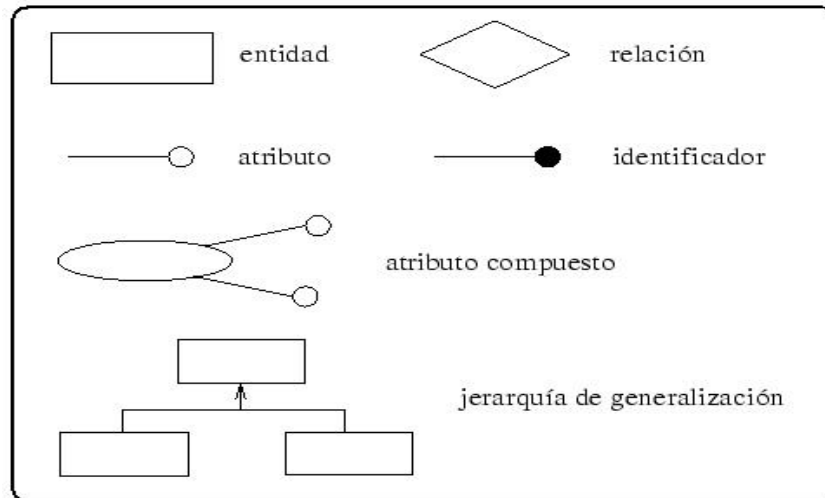 entidad
relación
atributo
identificador
atributo compuesto
jerarquía de generalización